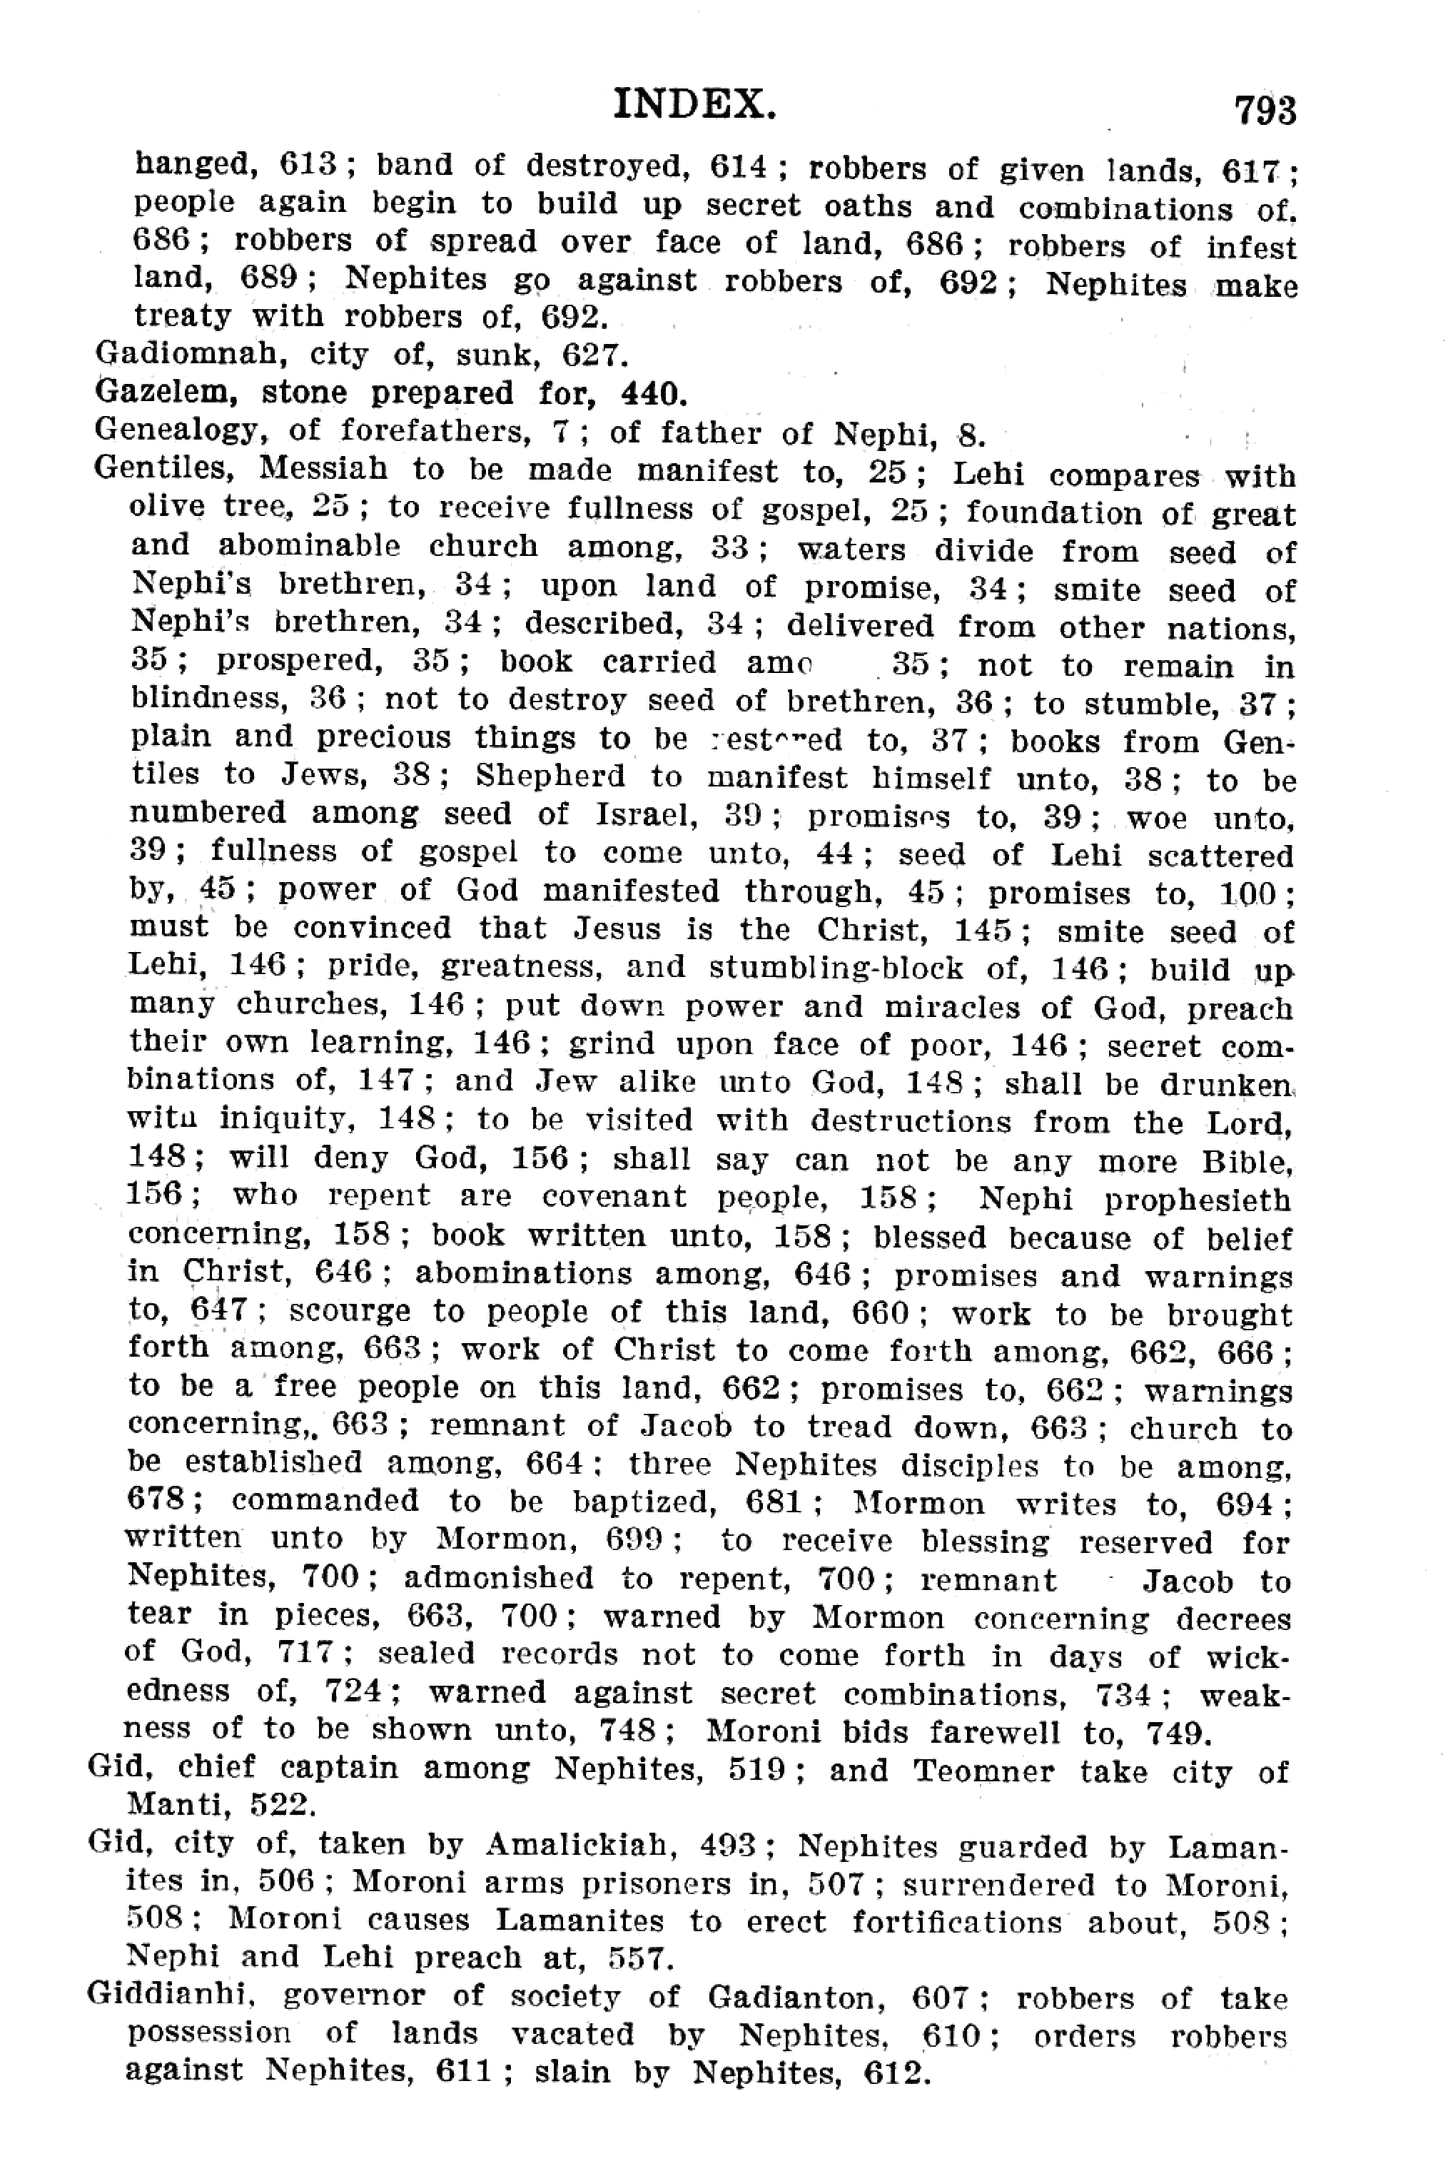 INDEX. 793
hanged, 613; band of destroyed, 614; robbers of given lands, 617;
people again begin to build up secret oaths and combinations of.
686; robbers of spread over face of land, 686; robbers of infest
land, 689; Nephites go against robbers of, 692; Nephites make
treaty with robbers of, 692.
Gadiomnah, city of, sunk, 627.
Gazelem, stone prepared for, 440.
Genealogy, of forefathers, 7; of father of Nephi, 8.
Gentiles, Messiah to be made manifest to, 25; Lehi compares with
olive tree, 25; to receive fullness of gospel, 25; foundation of great
and abominable church among, 33; waters divide from seed of
Nephi's brethren, 34; upon land of promise, 34; smite seed of
Nephi's brethren, 34; described, 34; delivered from other nations,
35; prospered, 35; book carried 35; not to remain in
blindness, 36; not to destroy seed of brethren, 36; to stumble, 37;
plain and precious things to be restored to, 37; books from Gen-
tiles to Jews, 38; Shepherd to manifest himself unto, 38; to be
numbered among seed of Israel, 39; promises to, 39; woe unto,
39; fullness of gospel to come unto, 44; seed of Lehi scattered
by, 45; power of God manifested through, 45; promises to, 100;
must be convinced that Jesus is the Christ, 145; smite seed of
Lehi, 146; pride, greatness, and stumbling-block of, 146; build up
many churches, 146; put down power and miracles of God, preach
their own learning, 146; grind upon face of poor, 146; secret com-
binations of, 147; and Jew alike unto God, 148; shall be drunken
with iniquity, 148; to be visited with destructions from the Lord,
148; will deny God, 156; shall say can not be any more Bible,
156; who repent are covenant people, 158; Nephi prophesieth
concerning, 158; book written unto, 158; blessed because of belief
in Christ, 646; abominations among, 646; promises and warnings
to, 647; scourge to people of this land, 660; work to be brought
forth among, 663; work of Christ to come forth among, 662, 666;
to be a free people on this land, 662; promises to, 662; warnings
concerning,. 663; remnant of Jacob to tread down, 663; church to
be established among, 664; three Nephites disciples to be among,
678; commanded to be baptized, 681; Mormon writes to, 694;
written unto by Mormon, 699; to receive blessing reserved for
Nephites, 700; admonished to repent, 700; remnant Jacob to
tear in pieces, 663, 700; warned by Mormon concerning decrees
of God, 717; sealed records not to come forth in days of wick-
edness of, 724; warned against secret combinations, 734; weak-
ness of to be shown unto, 748; Moroni bids farewell to, 749.
Gid, chief captain among Nephites, 519; and Teomner take city of
Manti, 522.
Gid, city of, taken by Amalickiah, 493; Nephites guarded by Laman-
ites in, 506; Moroni arms prisoners in, 507; surrendered to Moroni,
508; Moroni causes Lamanites to erect fortifications about, 508;
Nephi and Lehi preach at, 557.
Giddianhi, governor of society of Gadianton, 607; robbers of take
possession of lands vacated by Nephites, 610; orders robbers
against Nephites, 611; slain by Nephites, 612.